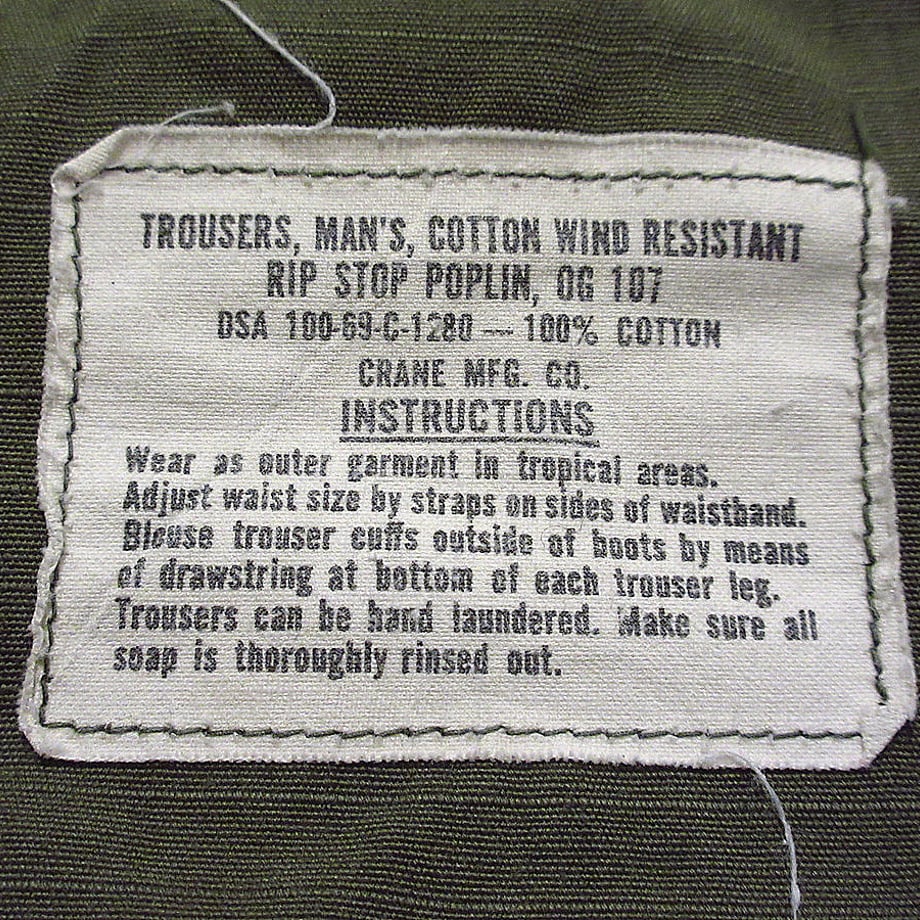 TROUSERS, MAN'S, COTTON WIND RESISTANT
RIP STOP POPLIN, OG 107
DSA 100-69-C-1280 — 100% COTTON
CRANE MFG. CO.
INSTRUCTIONS
Wear as outer garment in tropical areas.
Adjust waist size by straps on sides of waistband.
Blouse trouser cuffs outside of boots by means
of drawstring at bottom of each trouser leg.
Trousers can be hand laundered. Make sure all
soap is thoroughly rinsed out.